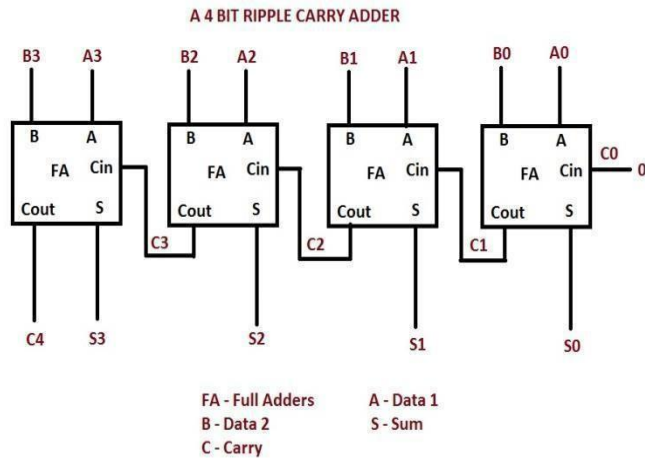 A 4 BIT RIPPLE CARRY ADDER
B3 A3 B2 A2 B1 A1 B0 A0
B A B A B A B A
C0
FA Cin FA Cin FA Cin FA Cin 0
Cout S Cout S Cout S Cout S
C3 C2 C1
C4 S3 S2 S1 S0
FA - Full Adders A - Data 1
B - Data 2 S - Sum
C - Carry